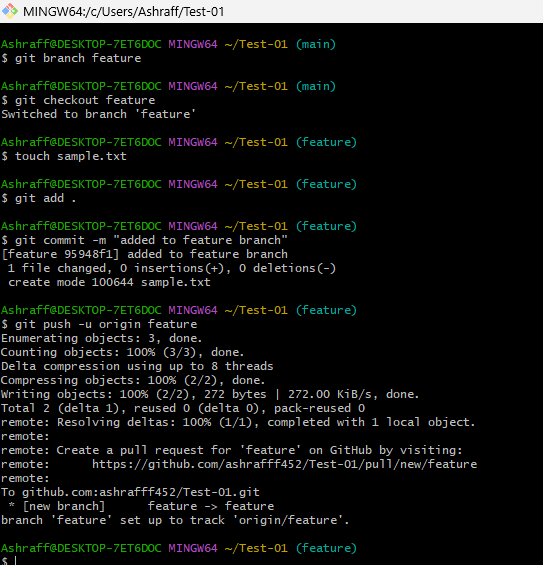 MINGW64:/c/Users/Ashraff/Test-01
Ashraff@DESKTOP-7ET6DOC MINGW64 ~/Test-01 (main)
$ git branch feature
Ashraff@DESKTOP-7ET6DOC MINGW64 ~/Test-01 (main)
$ git checkout feature
Switched to branch 'feature'
Ashraff@DESKTOP-7ET6DOC MINGW64 ~/Test-01 (feature)
$ touch sample.txt
Ashraff@DESKTOP-7ET6DOC MINGW64 ~/Test-01 (feature)
$ git add .
Ashraff@DESKTOP-7ET6DOC MINGW64 ~/Test-01 (feature)
$ git commit -m "added to feature branch"
[feature 95948f1] added to feature branch
 1 file changed, 0 insertions(+), 0 deletions(-)
 create mode 100644 sample.txt
Ashraff@DESKTOP-7ET6DOC MINGW64 ~/Test-01 (feature)
$ git push -u origin feature
Enumerating objects: 3, done.
Counting objects: 100% (3/3), done.
Delta compression using up to 8 threads
Compressing objects: 100% (2/2), done.
Writing objects: 100% (2/2), 272 bytes | 272.00 KiB/s, done.
Total 2 (delta 1), reused 0 (delta 0), pack-reused 0
remote: Resolving deltas: 100% (1/1), completed with 1 local object.
remote:
remote: Create a pull request for 'feature' on GitHub by visiting:
remote:      https://github.com/ashrafff452/Test-01/pull/new/feature
remote:
To github.com:ashrafff452/Test-01.git
 * [new branch]      feature -> feature
branch 'feature' set up to track 'origin/feature'.
Ashraff@DESKTOP-7ET6DOC MINGW64 ~/Test-01 (feature)
$